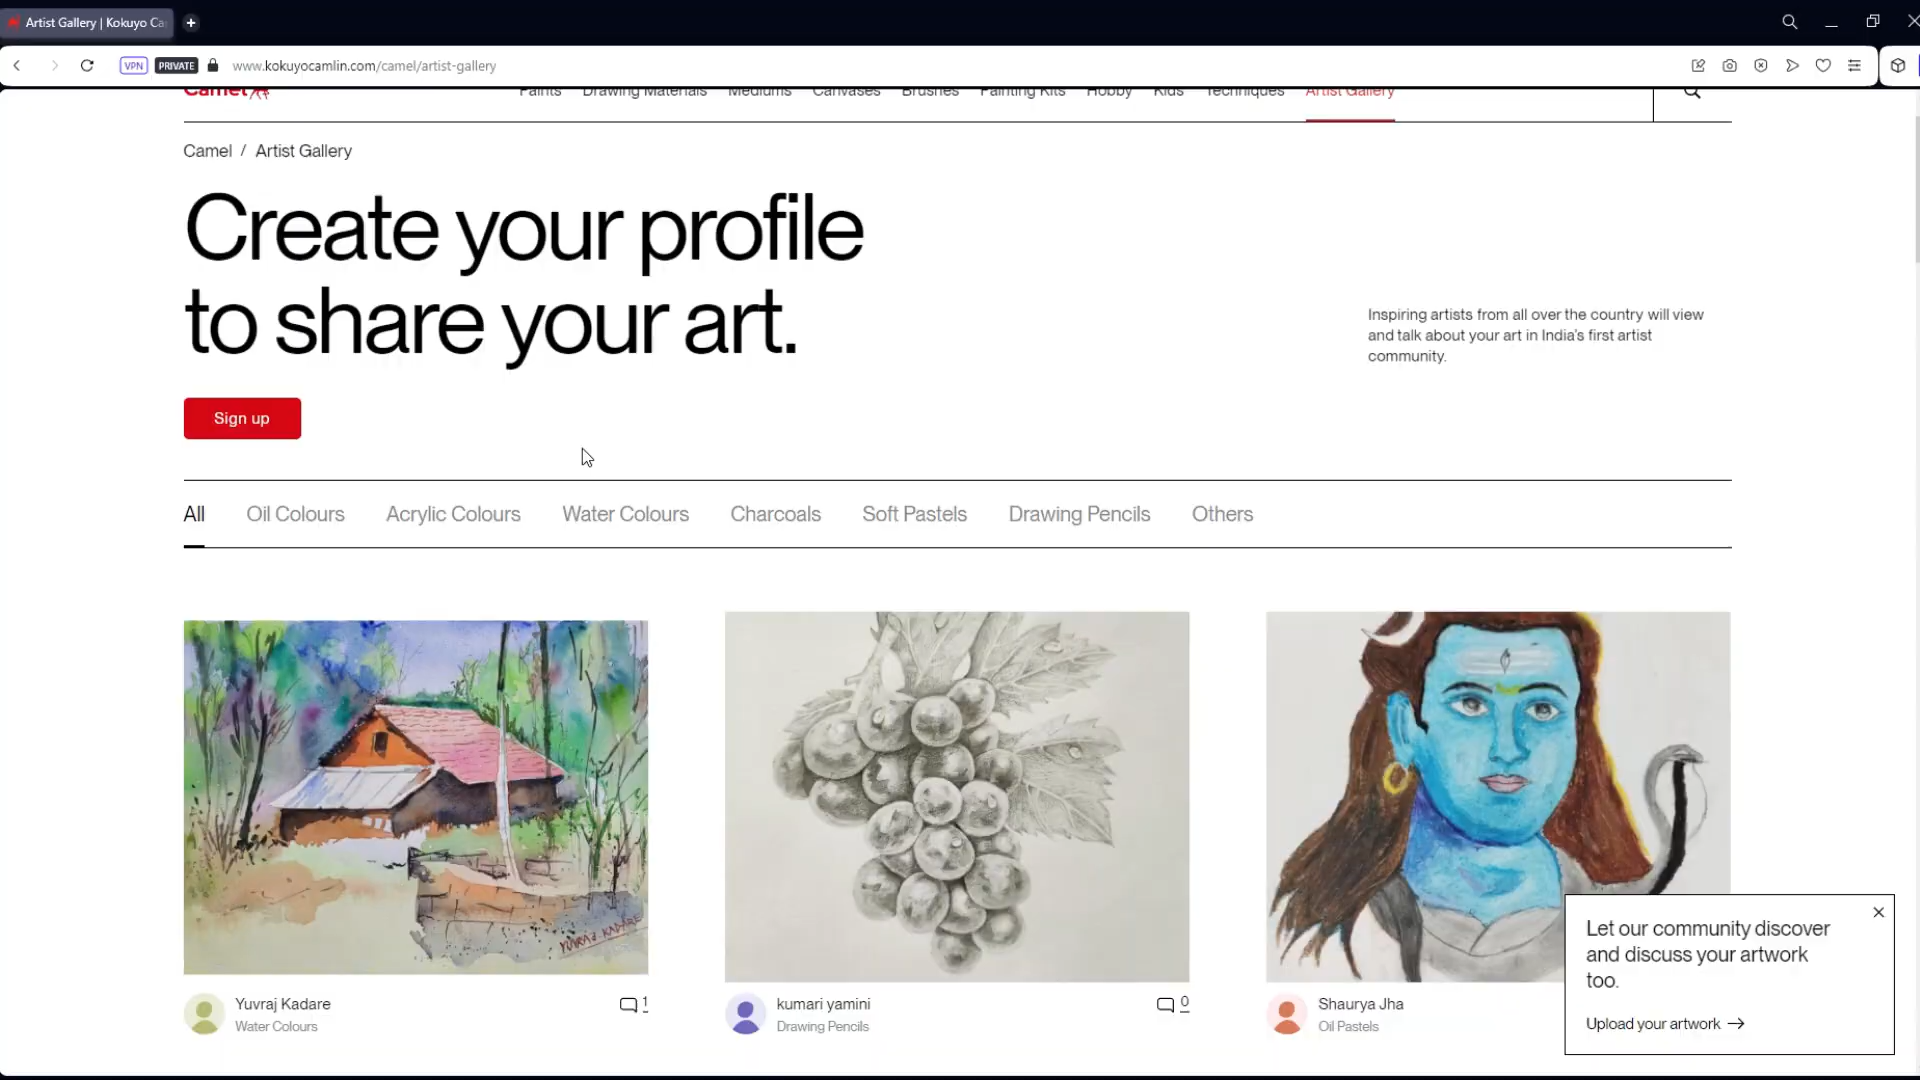 Artist Gallery | Kokuyo Ca
VPN PRIVATE www.kokuyocamlin.com/camel/artist-gallery
Camel Paints Drawing Materials Mediums Canvases Brushes Painting Kits Hobby Kids Techniques Artist Gallery
Camel / Artist Gallery
Create your profile
to share your art.
Inspiring artists from all over the country will view
and talk about your art in India's first artist
community.
Sign up
All Oil Colours Acrylic Colours Water Colours Charcoals Soft Pastels Drawing Pencils Others
YUVRAJ KADARE
Yuvraj Kadare 1
Water Colours
kumari yamini 0
Drawing Pencils
Shaurya Jha
Oil Pastels
Let our community discover
and discuss your artwork
too.
Upload your artwork →